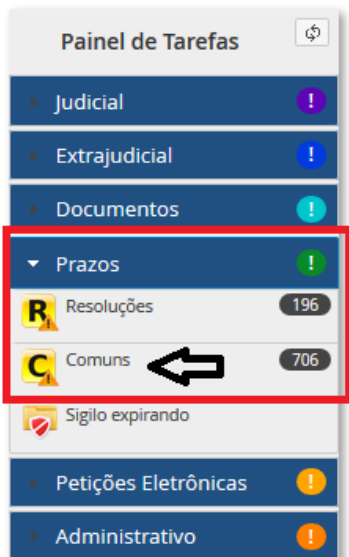 Painel de Tarefas
Judicial !
Extrajudicial !
Documentos !
Prazos !
R Resoluções 196
C Comuns 706
Sigilo expirando
Petições Eletrônicas !
Administrativo !